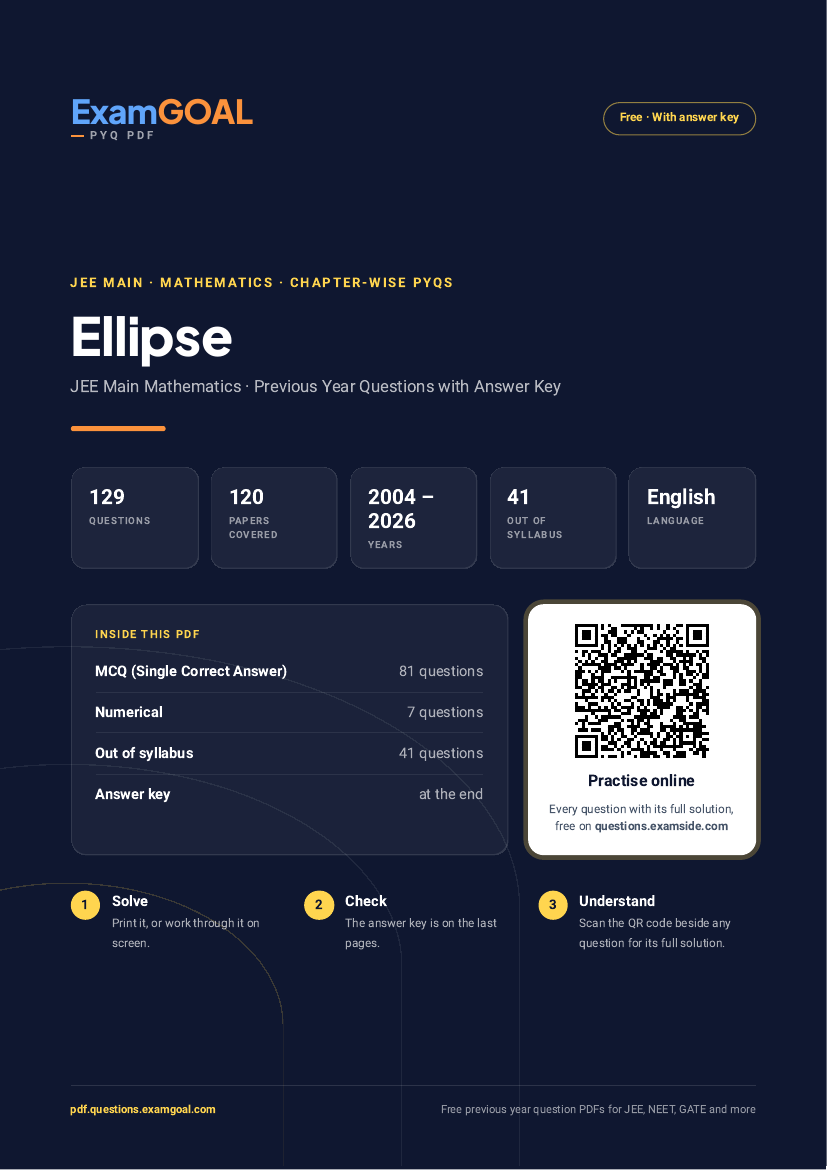 ExamGOAL
PYQ PDF
Free · With answer key
JEE MAIN · MATHEMATICS · CHAPTER-WISE PYQS
Ellipse
JEE Main Mathematics · Previous Year Questions with Answer Key
129
QUESTIONS
120
PAPERS
COVERED
2004 –
2026
YEARS
41
OUT OF
SYLLABUS
English
LANGUAGE
INSIDE THIS PDF
MCQ (Single Correct Answer) 81 questions
Numerical 7 questions
Out of syllabus 41 questions
Answer key at the end
Practise online
Every question with its full solution,
free on questions.examside.com
1 Solve
Print it, or work through it on
screen.
2 Check
The answer key is on the last
pages.
3 Understand
Scan the QR code beside any
question for its full solution.
pdf.questions.examgoal.com
Free previous year question PDFs for JEE, NEET, GATE and more